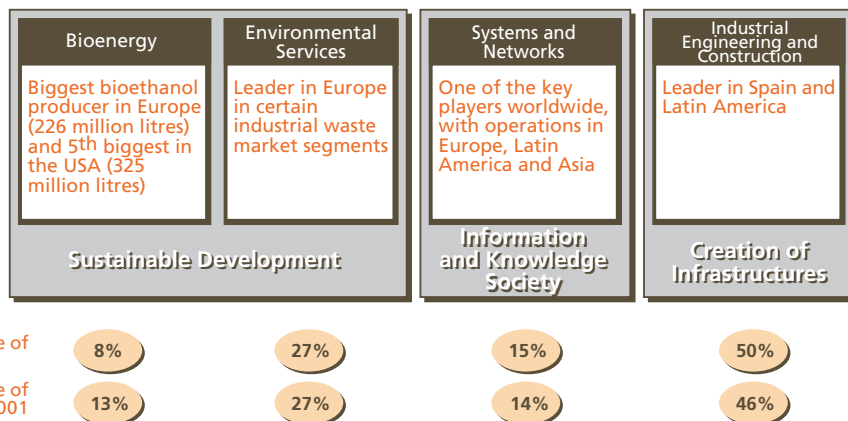 Bioenergy
Biggest bioethanol
producer in Europe
(226 million litres)
and 5th biggest in
the USA (325
million litres)
Environmental
Services
Leader in Europe
in certain
industrial waste
market segments
Sustainable Development
Systems and
Networks
One of the key
players worldwide,
with operations in
Europe, Latin
America and Asia
Information
and Knowledge
Society
Industrial
Engineering and
Construction
Leader in Spain and
Latin America
Creation of
Infrastructures
of
8% 27% 15% 50%
of
001
13% 27% 14% 46%